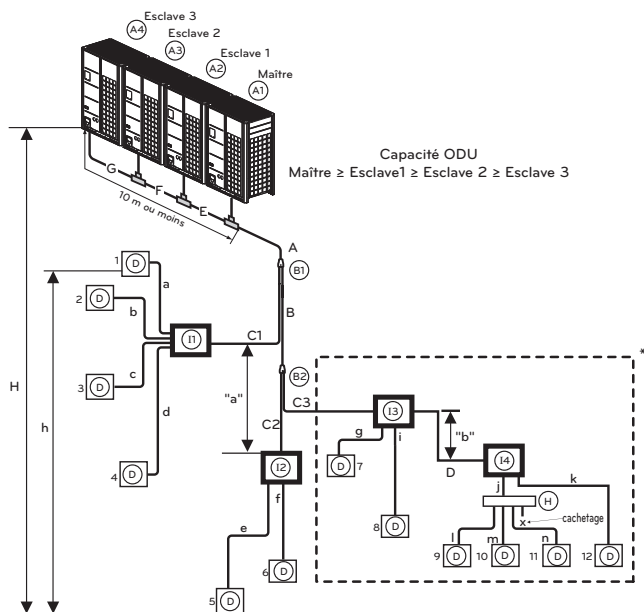 Esclave 3
A4
Esclave 2
A3
Esclave 1
A2
Maître
A1
Capacité ODU
Maître ≥ Esclave1 ≥ Esclave 2 ≥ Esclave 3
G
F
E
10 m ou moins
A
B1
B
H
h
1
D
a
2
D
b
I1
C1
3
D
c
d
4
D
"a"
B2
C3
C2
*
I3
g
i
D
7
"b"
D
I4
j
k
I2
f
e
8
D
H
x
cachetage
l
m
n
9
D
10
D
11
D
12
D
6
D
5
D